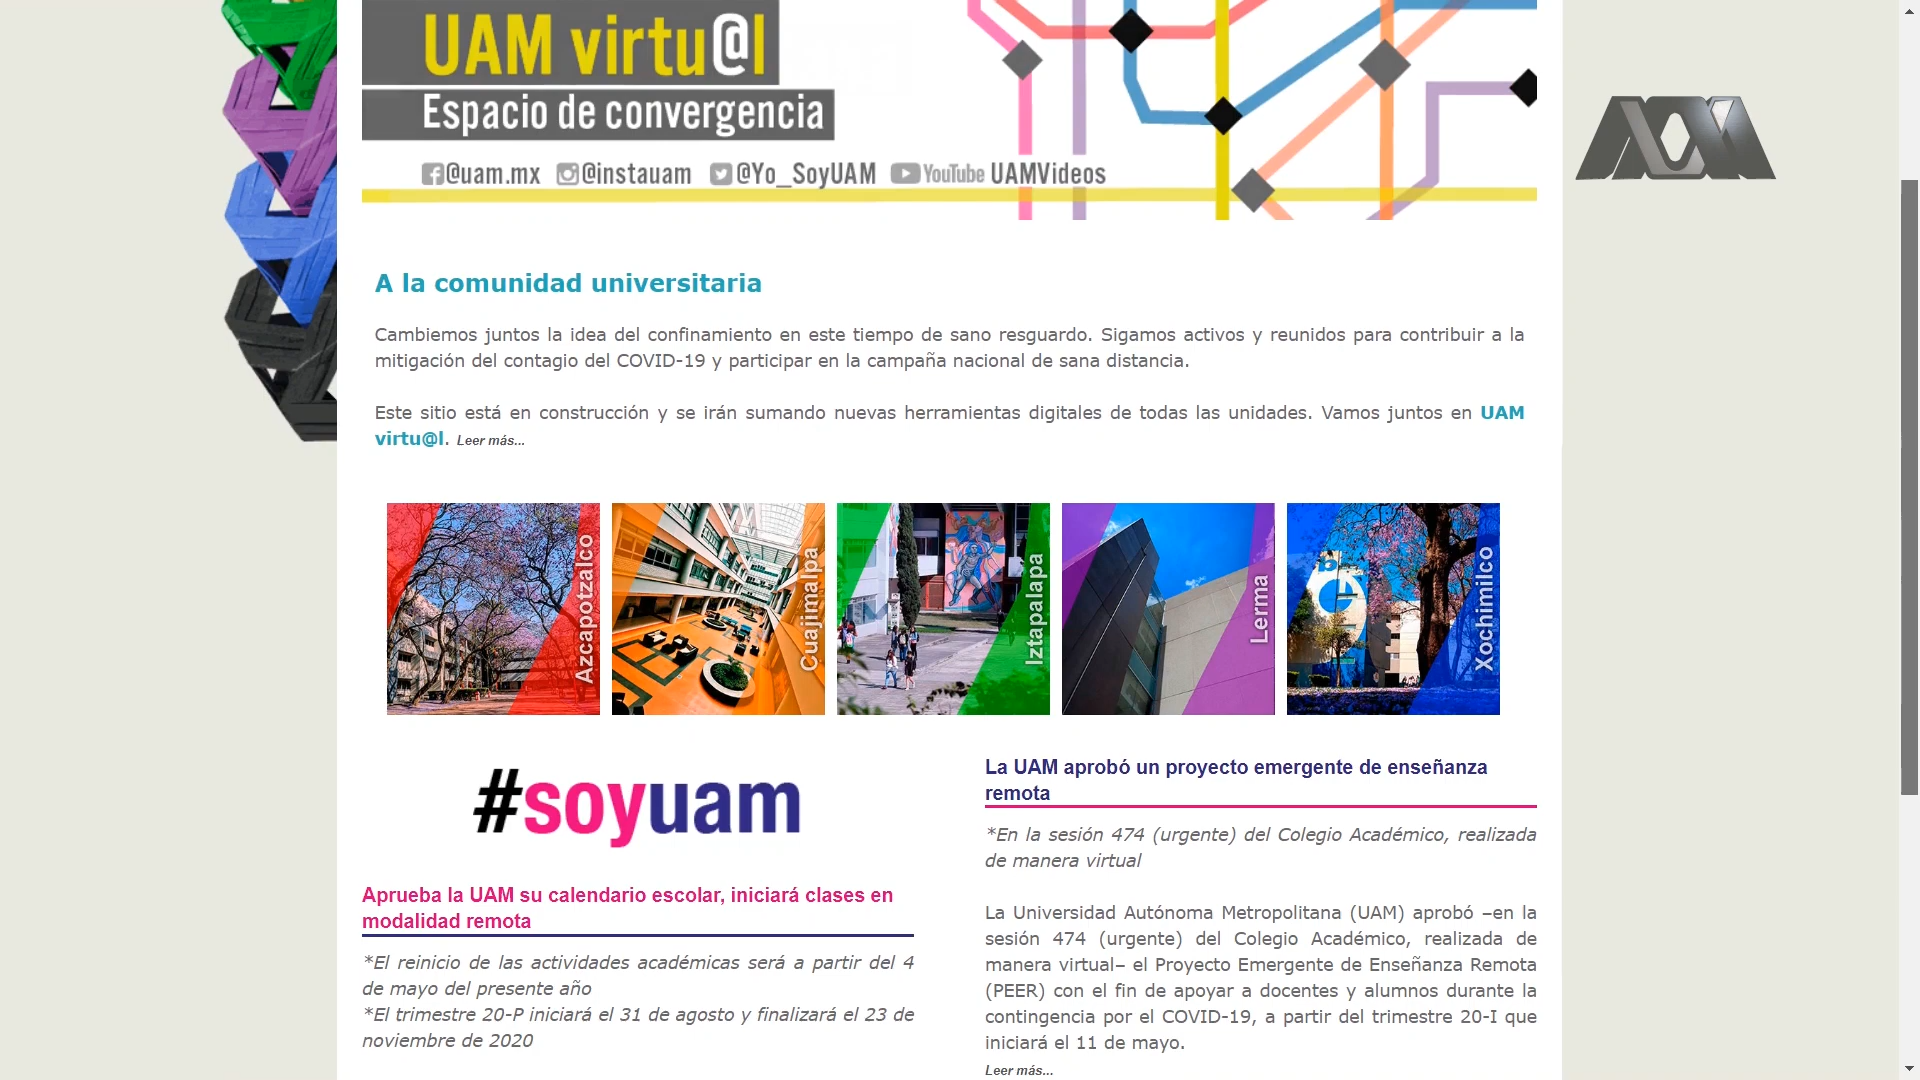 UAM virtu@l
Espacio de convergencia
@uam.mx @instauam @Yo_SoyUAM YouTube UAMVideos
A la comunidad universitaria
Cambiemos juntos la idea del confinamiento en este tiempo de sano resguardo. Sigamos activos y reunidos para contribuir a la
mitigación del contagio del COVID-19 y participar en la campaña nacional de sana distancia.
Este sitio está en construcción y se irán sumando nuevas herramientas digitales de todas las unidades. Vamos juntos en UAM
virtu@l. Leer más...
Azcapotzalco
Cuajimalpa
Iztapalapa
Lerma
Xochimilco
#soyuam
Aprueba la UAM su calendario escolar, iniciará clases en
modalidad remota
*El reinicio de las actividades académicas será a partir del 4
de mayo del presente año
*El trimestre 20-P iniciará el 31 de agosto y finalizará el 23 de
noviembre de 2020
La UAM aprobó un proyecto emergente de enseñanza
remota
*En la sesión 474 (urgente) del Colegio Académico, realizada
de manera virtual
La Universidad Autónoma Metropolitana (UAM) aprobó –en la
sesión 474 (urgente) del Colegio Académico, realizada de
manera virtual– el Proyecto Emergente de Enseñanza Remota
(PEER) con el fin de apoyar a docentes y alumnos durante la
contingencia por el COVID-19, a partir del trimestre 20-I que
iniciará el 11 de mayo.
Leer más...